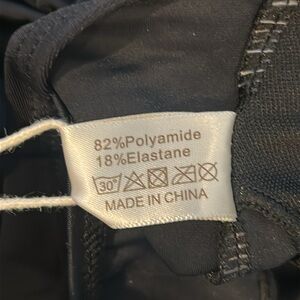 82%Polyamide
18%Elastane
30°
MADE IN CHINA